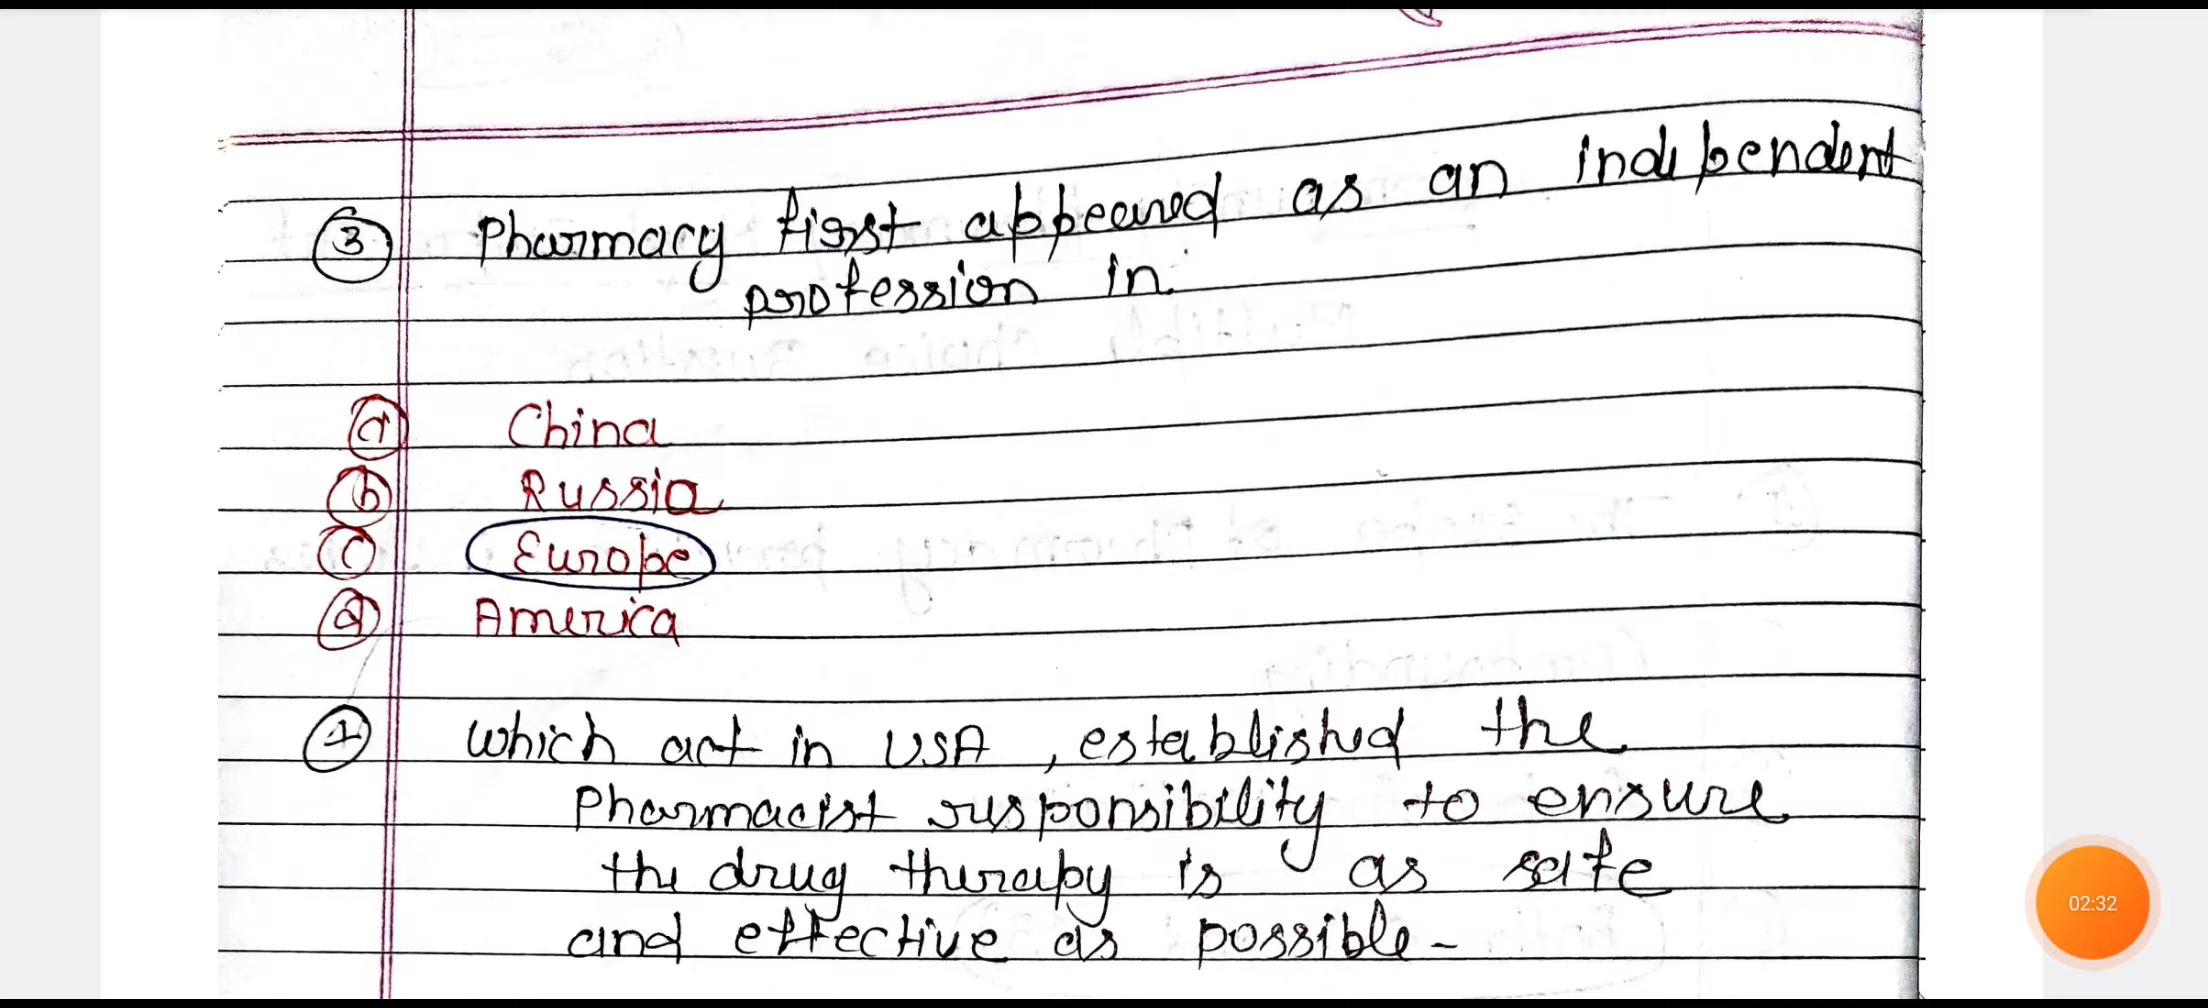 ③ Pharmacy first appeared as an independent
profession in.
ⓐ China
ⓑ Russia
ⓒ Europe
ⓓ America
④ which act in USA, established the
Pharmacist responsibility to ensure
the drug therapy is as safe
and effective as possible-
02:32